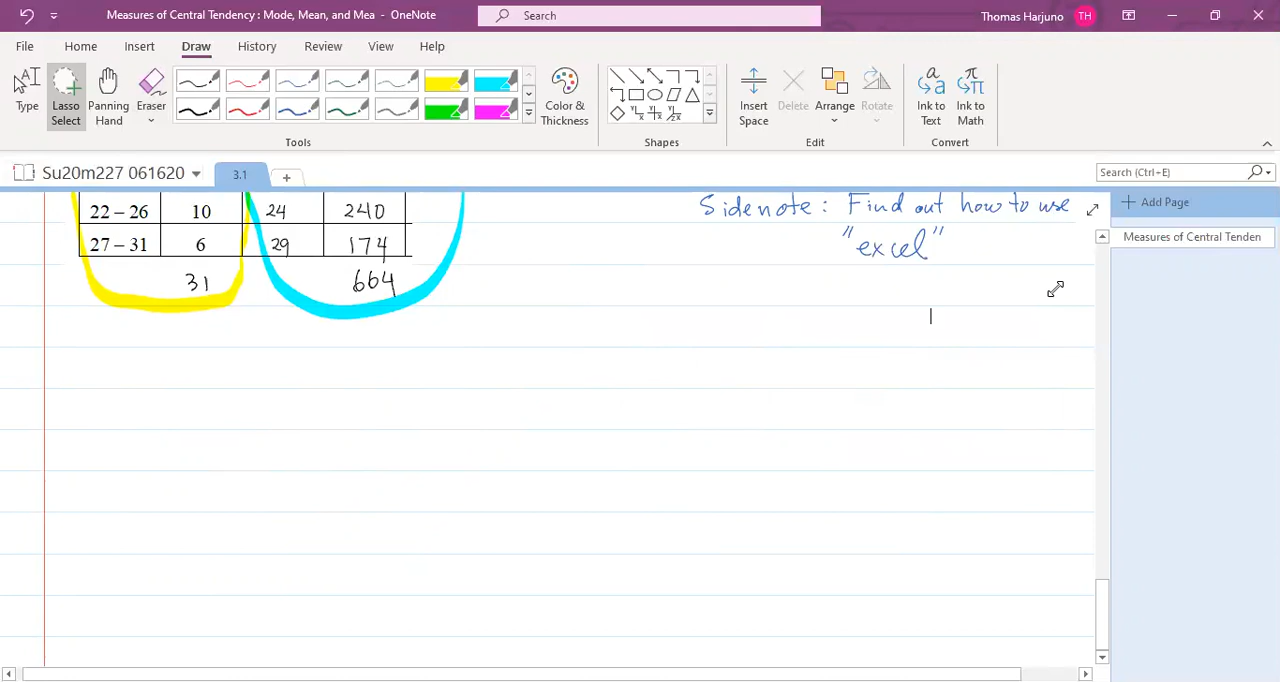 Measures of Central Tendency : Mode, Mean, and Mea - OneNote
Search
Thomas Harjuno TH
File Home Insert Draw History Review View Help
Type
Lasso Select
Panning Hand
Eraser
Color & Thickness
Insert Space
Delete
Arrange
Rotate
Ink to Text
Ink to Math
Tools
Shapes
Edit
Convert
Su20m227 061620
3.1
Search (Ctrl+E)
Add Page
Measures of Central Tenden
22 – 26 10 24 240
27 – 31 6 29 174
31 664
Sidenote : Find out how to use
"excel"